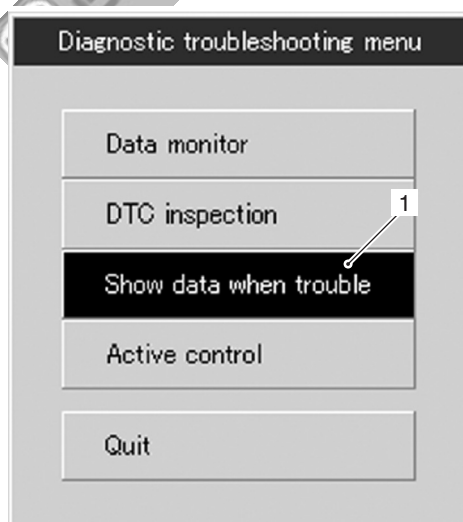 Diagnostic troubleshooting menu
Data monitor
DTC inspection
1
Show data when trouble
Active control
Quit